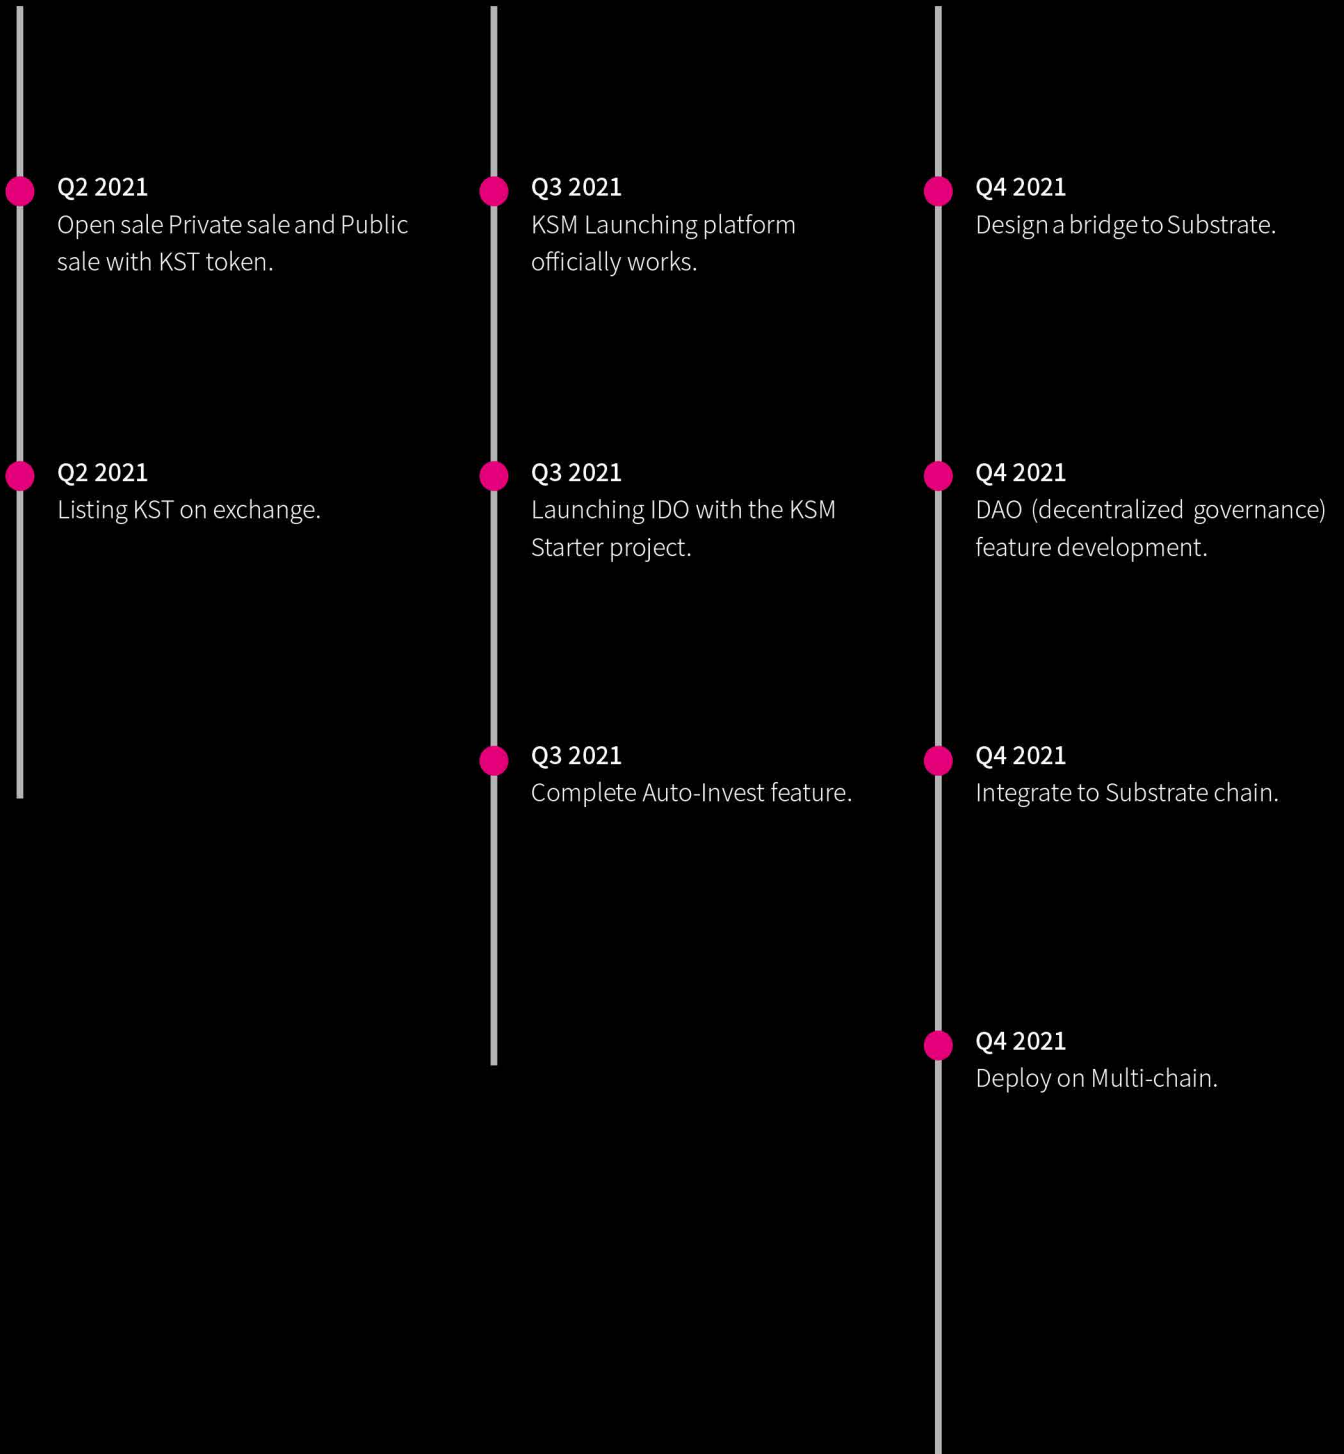 Q2 2021
Open sale Private sale and Public
sale with KST token.
Q2 2021
Listing KST on exchange.
Q3 2021
KSM Launching platform
officially works.
Q3 2021
Launching IDO with the KSM
Starter project.
Q3 2021
Complete Auto-Invest feature.
Q4 2021
Design a bridge to Substrate.
Q4 2021
DAO (decentralized governance)
feature development.
Q4 2021
Integrate to Substrate chain.
Q4 2021
Deploy on Multi-chain.